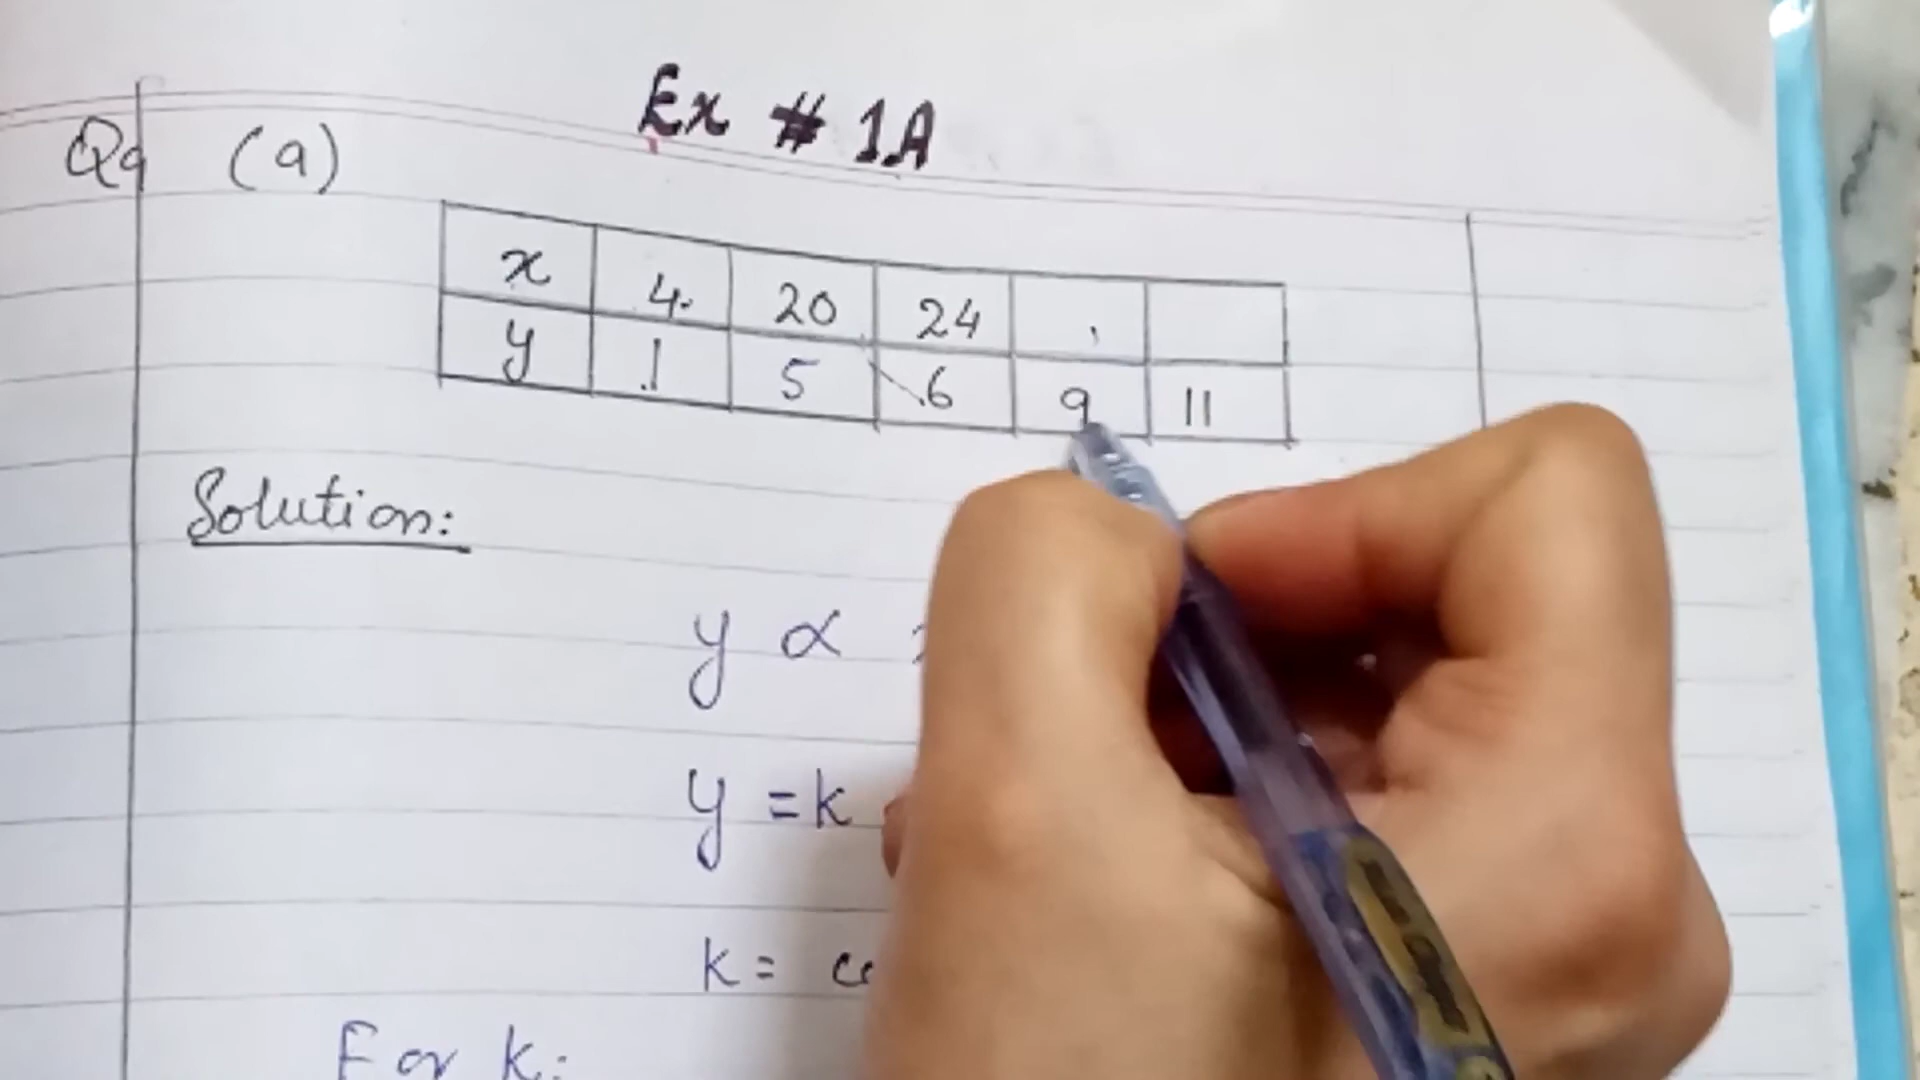 Ex # 1A
Q9 (a)
x 4. 20 24
y 1 5 6 9 11
Solution:
y ∝
y = k
k =
For k: